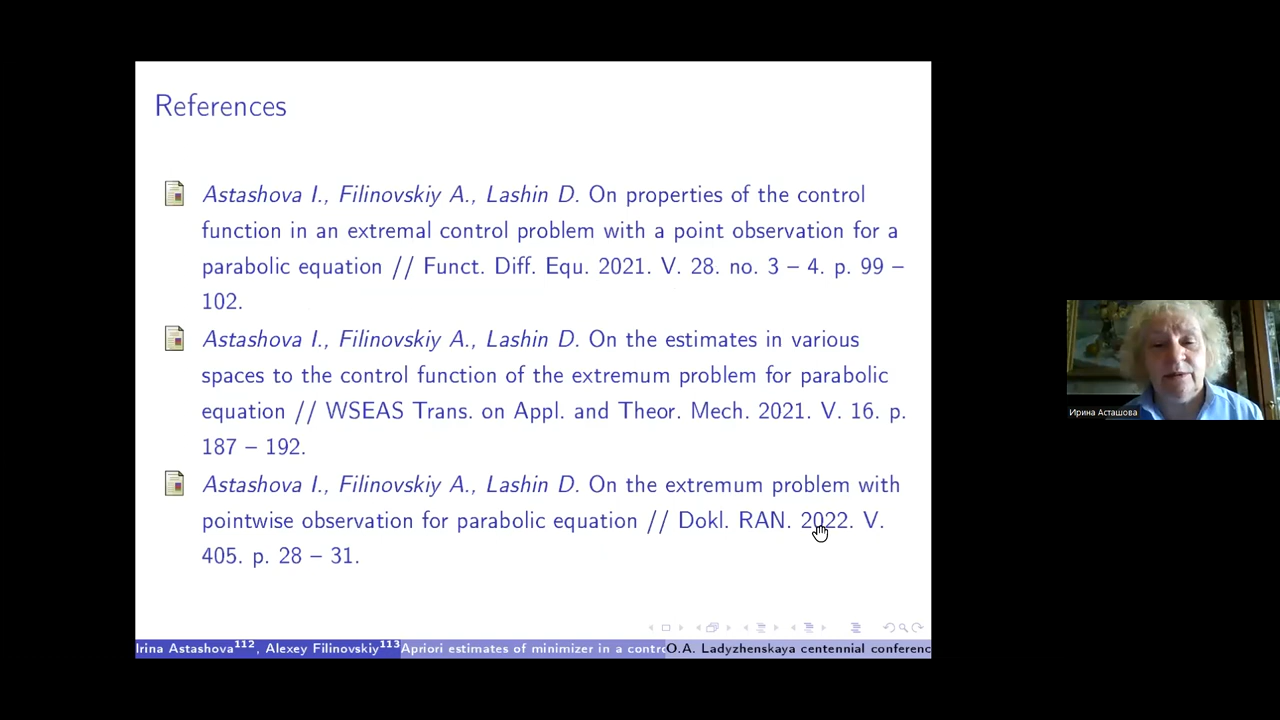 References
Astashova I., Filinovskiy A., Lashin D. On properties of the control
function in an extremal control problem with a point observation for a
parabolic equation // Funct. Diff. Equ. 2021. V. 28. no. 3 – 4. p. 99 –
102.
Astashova I., Filinovskiy A., Lashin D. On the estimates in various
spaces to the control function of the extremum problem for parabolic
equation // WSEAS Trans. on Appl. and Theor. Mech. 2021. V. 16. p.
187 – 192.
Astashova I., Filinovskiy A., Lashin D. On the extremum problem with
pointwise observation for parabolic equation // Dokl. RAN. 2022. V.
405. p. 28 – 31.
Irina Astashova112, Alexey Filinovskiy113 Apriori estimates of minimizer in a contro O.A. Ladyzhenskaya centennial conferenc
Ирина Асташова